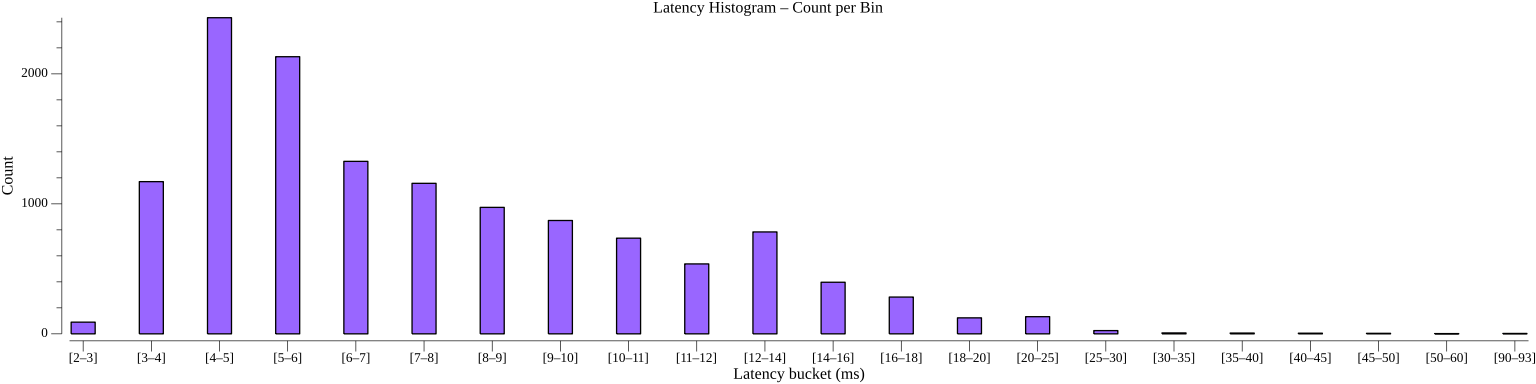 Latency Histogram – Count per Bin
Count
2000
1000
0
[2–3] [3–4] [4–5] [5–6] [6–7] [7–8] [8–9] [9–10] [10–11] [11–12] [12–14] [14–16] [16–18] [18–20] [20–25] [25–30] [30–35] [35–40] [40–45] [45–50] [50–60] [90–93]
Latency bucket (ms)